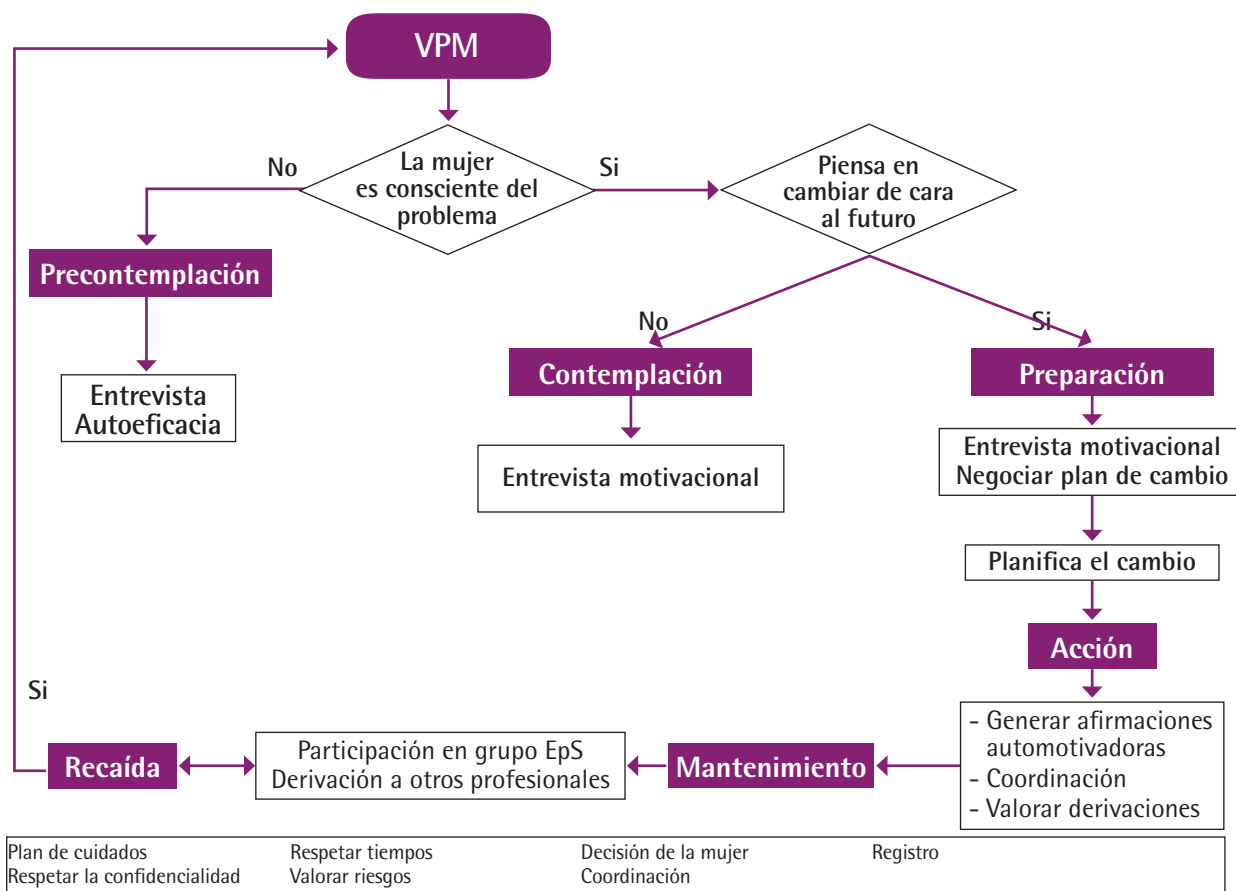 VPM
No
La mujer
es consciente del
problema
Si
Piensa en
cambiar de cara
al futuro
Precontemplación
No
Si
Contemplación
Preparación
Entrevista
Autoeficacia
Entrevista motivacional
Entrevista motivacional
Negociar plan de cambio
Planifica el cambio
Acción
Si
- Generar afirmaciones
automotivadoras
- Coordinación
- Valorar derivaciones
Recaída
Participación en grupo EpS
Derivación a otros profesionales
Mantenimiento
Plan de cuidados Respetar tiempos Decisión de la mujer Registro
Respetar la confidencialidad Valorar riesgos Coordinación